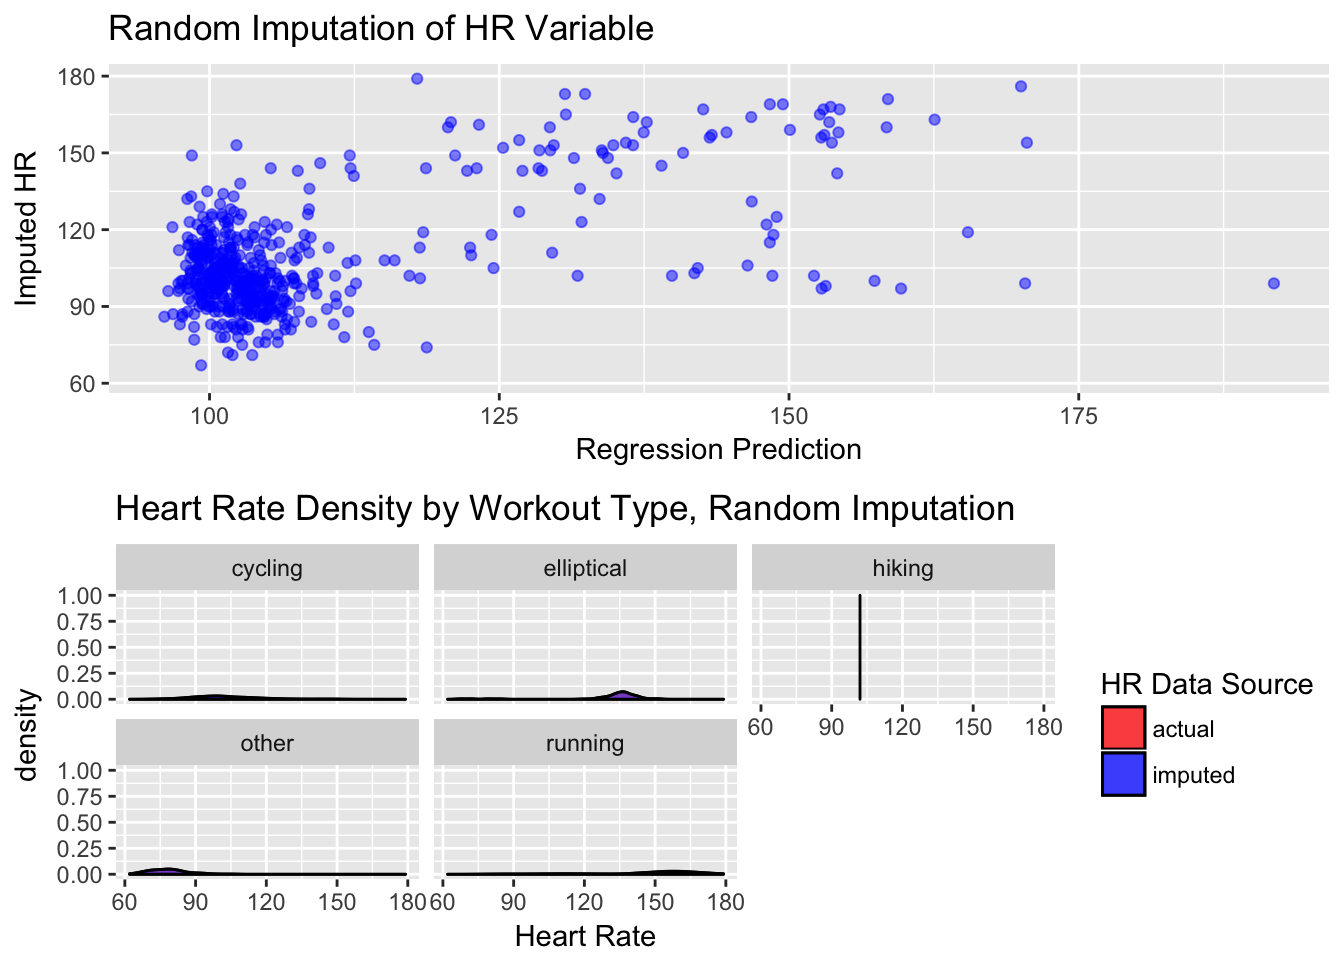 Random Imputation of HR Variable
180
150
120
90
60
Imputed HR
100 125 150 175
Regression Prediction
Heart Rate Density by Workout Type, Random Imputation
cycling elliptical hiking
1.00
0.75
0.50
0.25
0.00
60 90 120 150 180
density
other running
1.00
0.75
0.50
0.25
0.00
60 90 120 150 180 60 90 120 150 180
Heart Rate
HR Data Source
actual
imputed